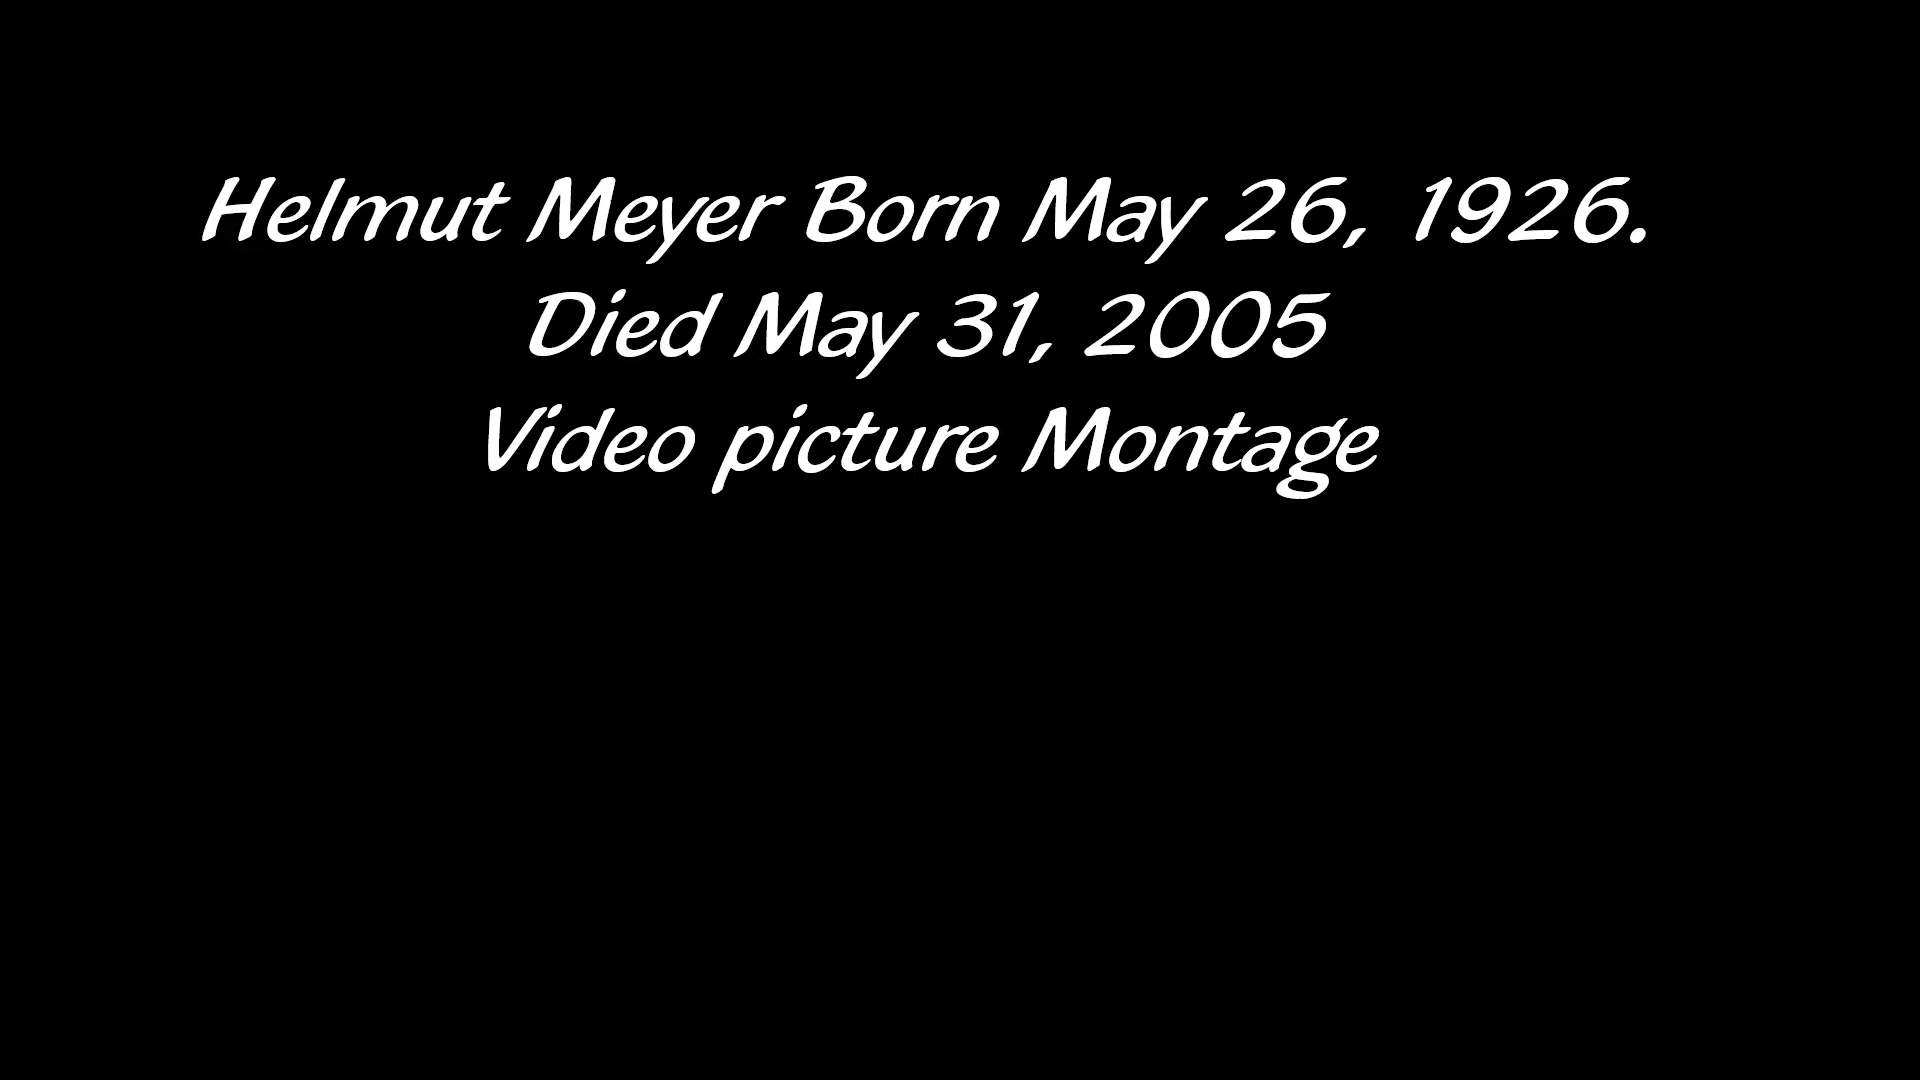 Helmut Meyer Born May 26, 1926.
Died May 31, 2005
Video picture Montage